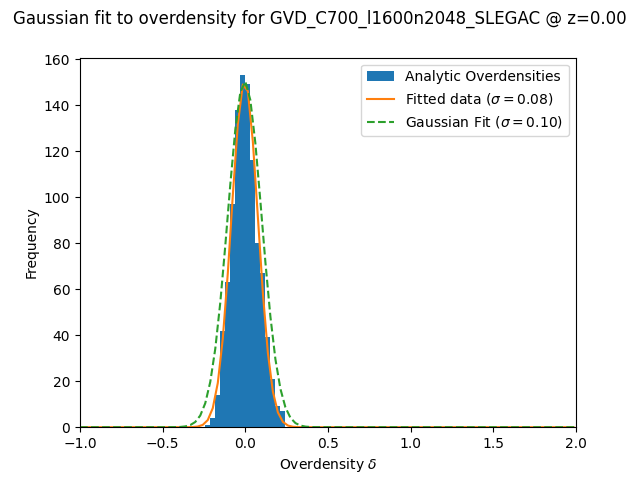 Gaussian fit to overdensity for GVD_C700_l1600n2048_SLEGAC @ z=0.00
Analytic Overdensities
Fitted data (σ = 0.08)
Gaussian Fit (σ = 0.10)
Frequency
160
140
120
100
80
60
40
20
0
−1.0 −0.5 0.0 0.5 1.0 1.5 2.0
Overdensity δ